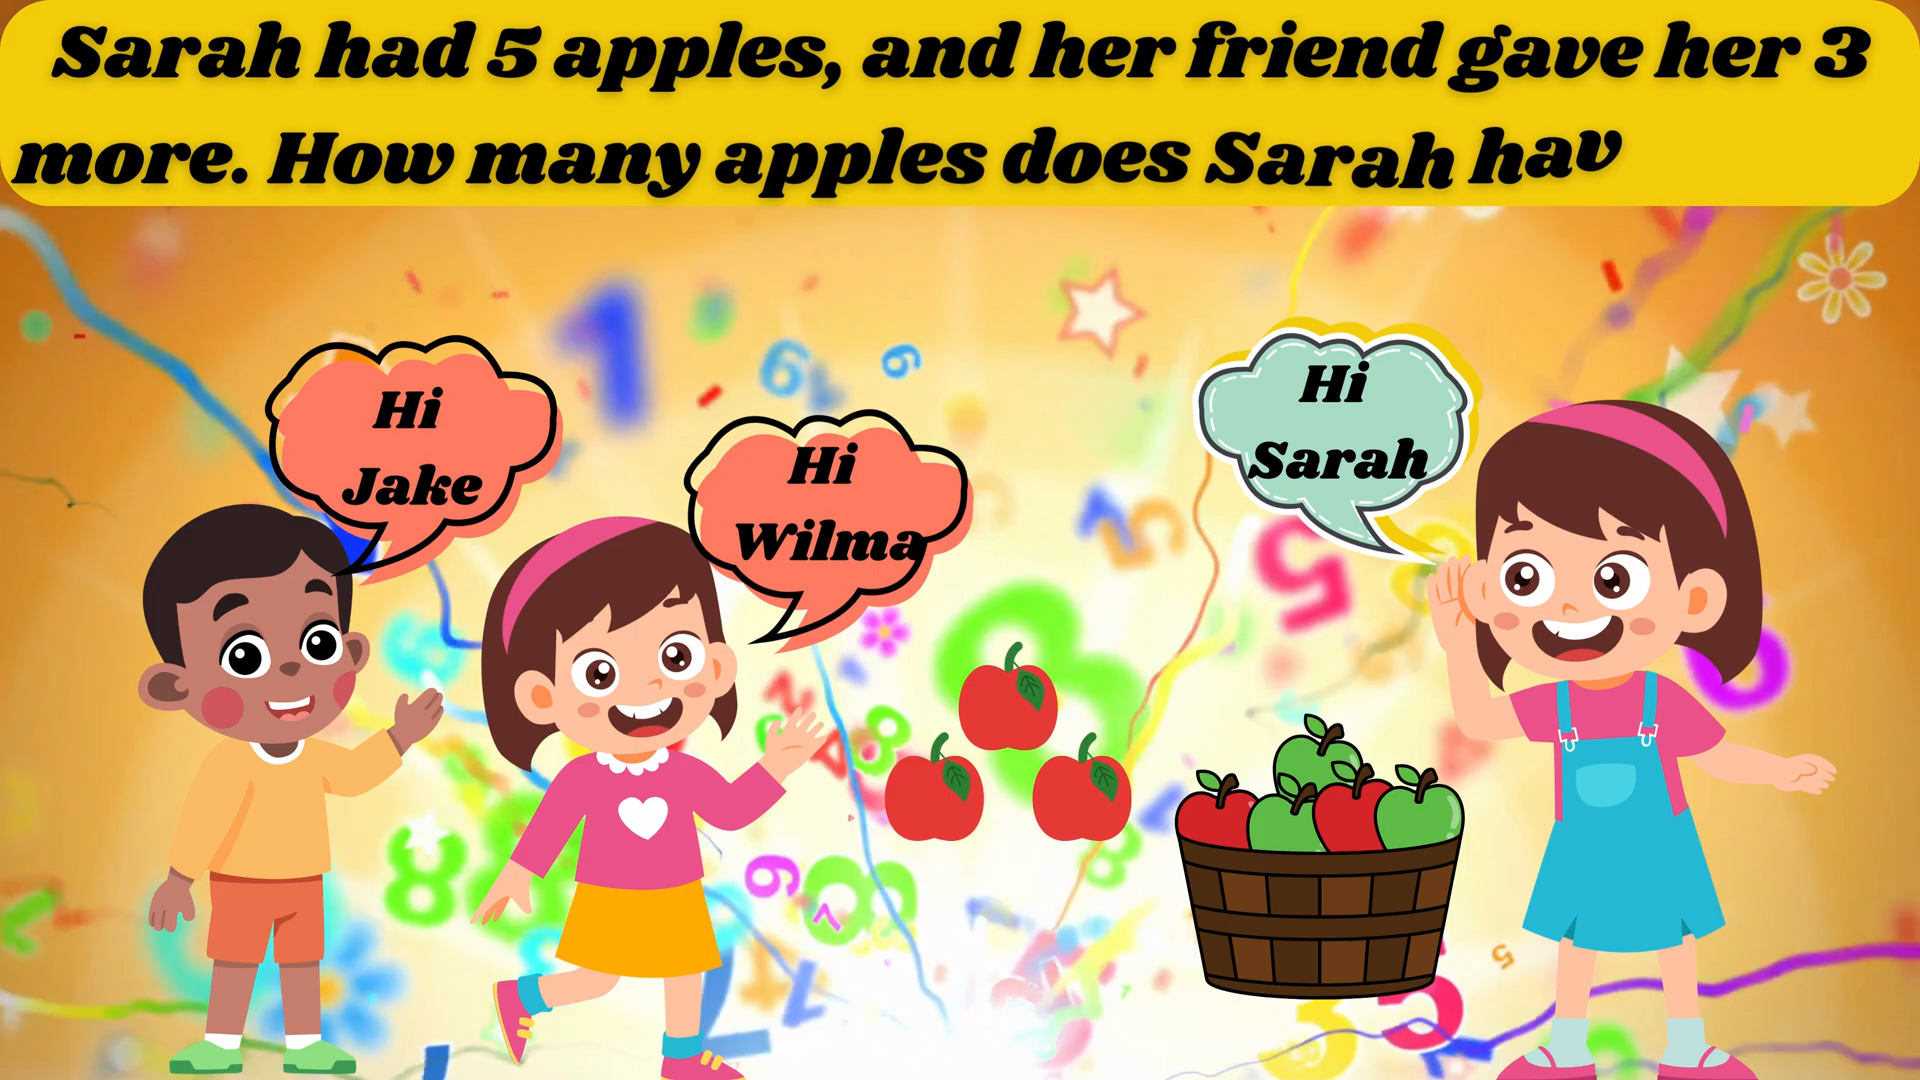 Sarah had 5 apples, and her friend gave her 3
more. How many apples does Sarah hav
Hi
Jake
Hi
Wilma
Hi
Sarah